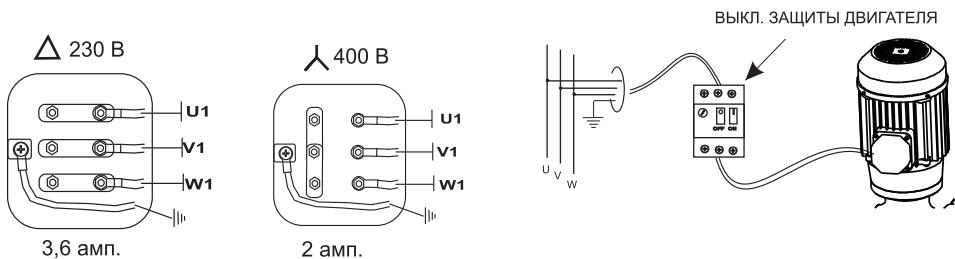 230 В
U1
V1
W1
3,6 амп.
400 В
U1
V1
W1
2 амп.
ВЫКЛ. ЗАЩИТЫ ДВИГАТЕЛЯ
O I
OFF ON
U V W